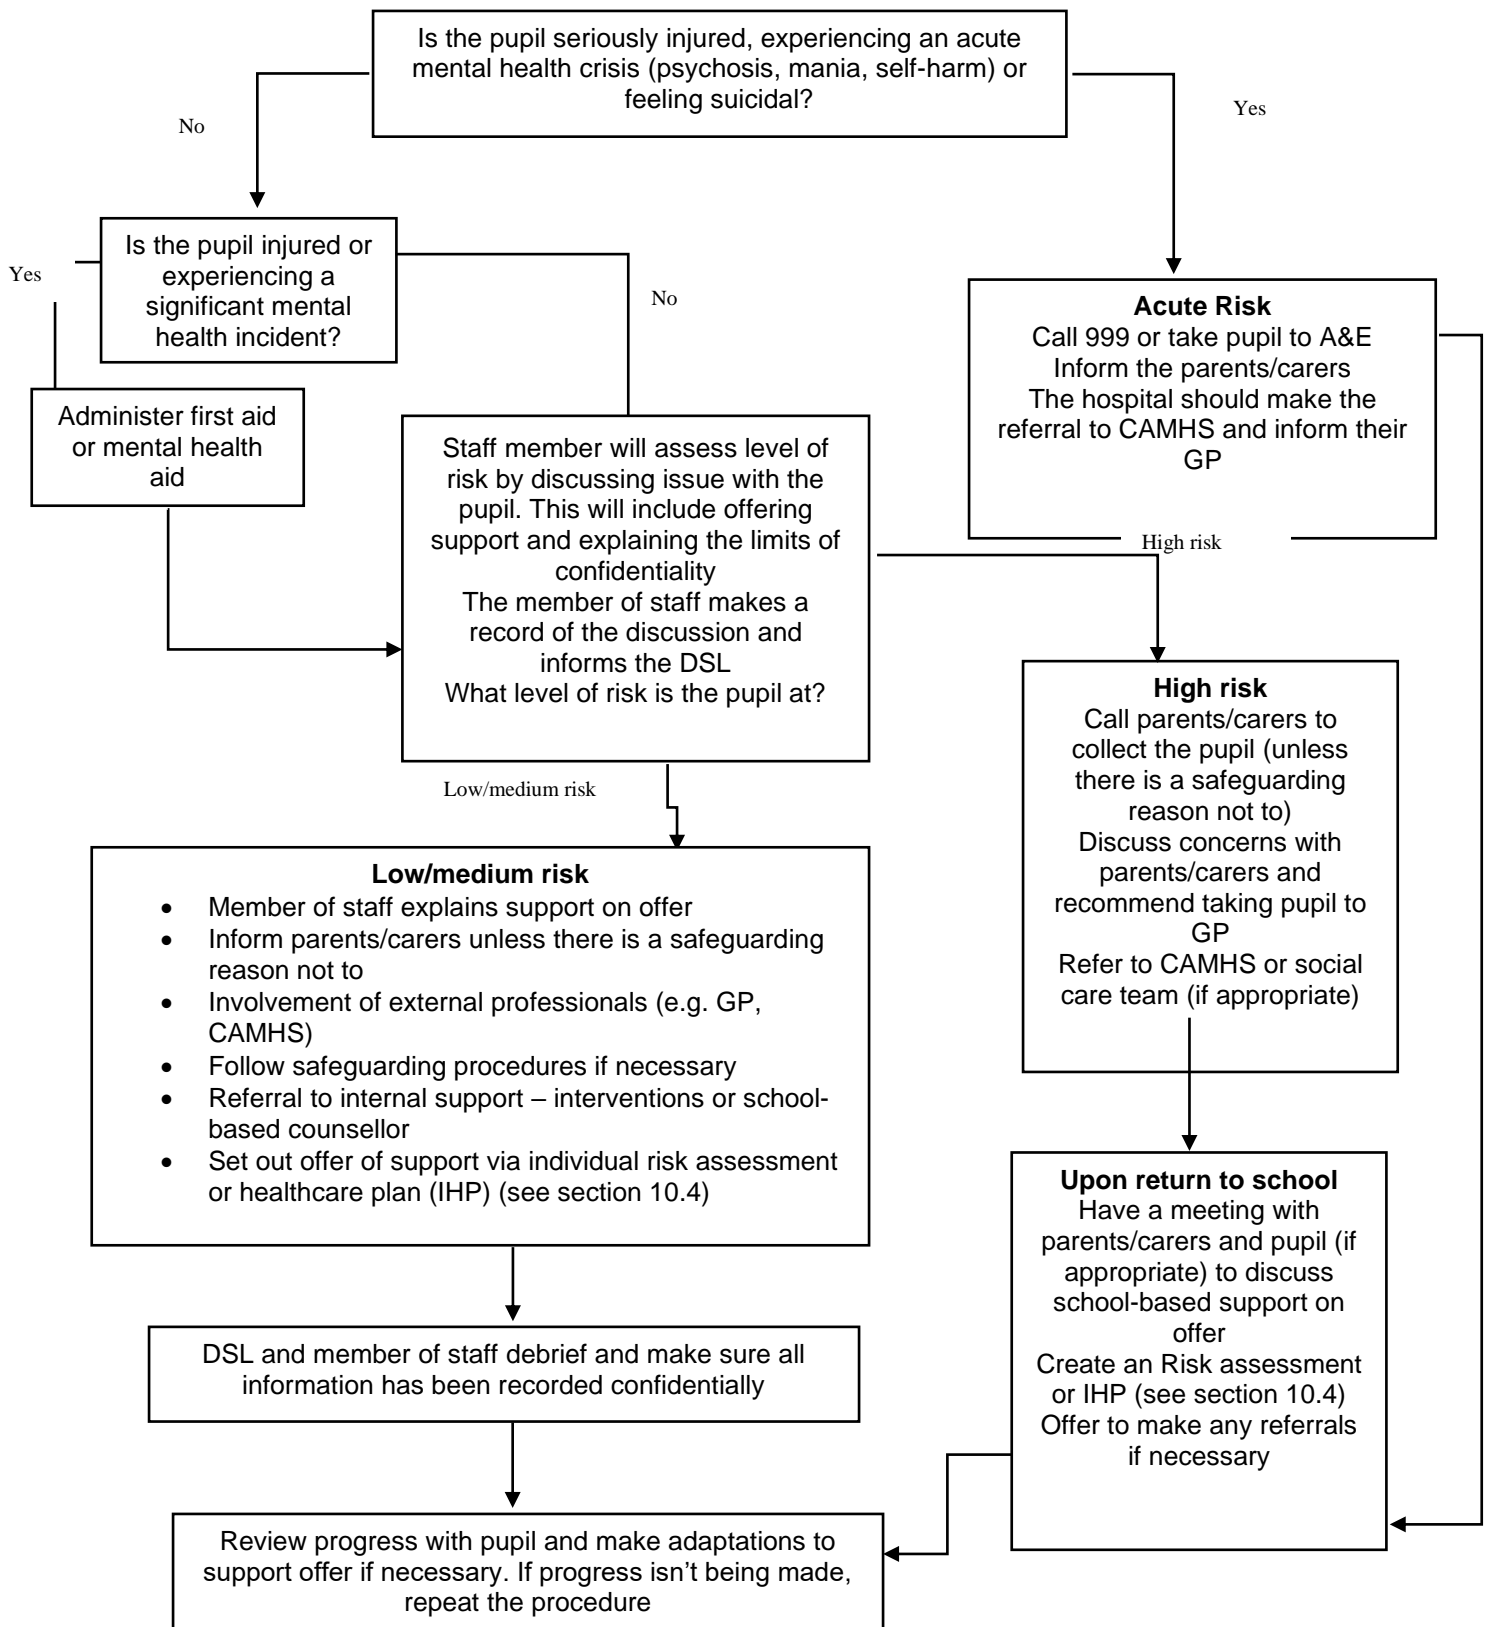 Is the pupil seriously injured, experiencing an acute
mental health crisis (psychosis, mania, self-harm) or
feeling suicidal?
No
Yes
Is the pupil injured or
experiencing a
significant mental
health incident?
Yes
No
Acute Risk
Call 999 or take pupil to A&E
Inform the parents/carers
The hospital should make the
referral to CAMHS and inform their
GP
Administer first aid
or mental health
aid
Staff member will assess level of
risk by discussing issue with the
pupil. This will include offering
support and explaining the limits of
confidentiality
The member of staff makes a
record of the discussion and
informs the DSL
What level of risk is the pupil at?
High risk
High risk
Call parents/carers to
collect the pupil (unless
there is a safeguarding
reason not to)
Discuss concerns with
parents/carers and
recommend taking pupil to
GP
Refer to CAMHS or social
care team (if appropriate)
Low/medium risk
Low/medium risk
• Member of staff explains support on offer
• Inform parents/carers unless there is a safeguarding
reason not to
• Involvement of external professionals (e.g. GP,
CAMHS)
• Follow safeguarding procedures if necessary
• Referral to internal support – interventions or school-
based counsellor
• Set out offer of support via individual risk assessment
or healthcare plan (IHP) (see section 10.4)
Upon return to school
Have a meeting with
parents/carers and pupil (if
appropriate) to discuss
school-based support on
offer
Create an Risk assessment
or IHP (see section 10.4)
Offer to make any referrals
if necessary
DSL and member of staff debrief and make sure all
information has been recorded confidentially
Review progress with pupil and make adaptations to
support offer if necessary. If progress isn’t being made,
repeat the procedure